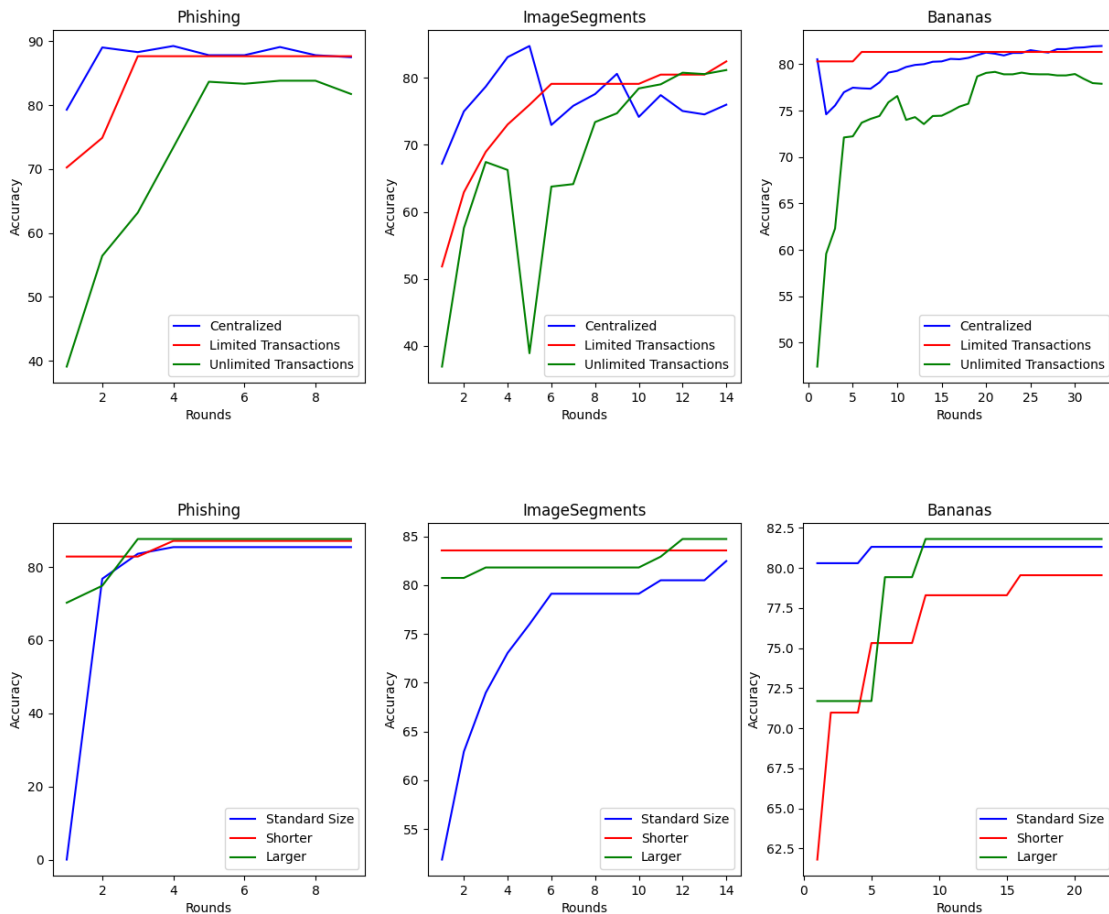 Phishing
90
80
70
60
50
40
Accuracy
2
4
6
8
Rounds
Centralized
Limited Transactions
Unlimited Transactions
ImageSegments
80
70
60
50
40
Accuracy
2
4
6
8
10
12
14
Rounds
Centralized
Limited Transactions
Unlimited Transactions
Bananas
80
75
70
65
60
55
50
Accuracy
0
5
10
15
20
25
30
Rounds
Centralized
Limited Transactions
Unlimited Transactions
Phishing
80
60
40
20
0
Accuracy
2
4
6
8
Rounds
Standard Size
Shorter
Larger
ImageSegments
85
80
75
70
65
60
55
Accuracy
2
4
6
8
10
12
14
Rounds
Standard Size
Shorter
Larger
Bananas
82.5
80.0
77.5
75.0
72.5
70.0
67.5
65.0
62.5
Accuracy
0
5
10
15
20
Rounds
Standard Size
Shorter
Larger